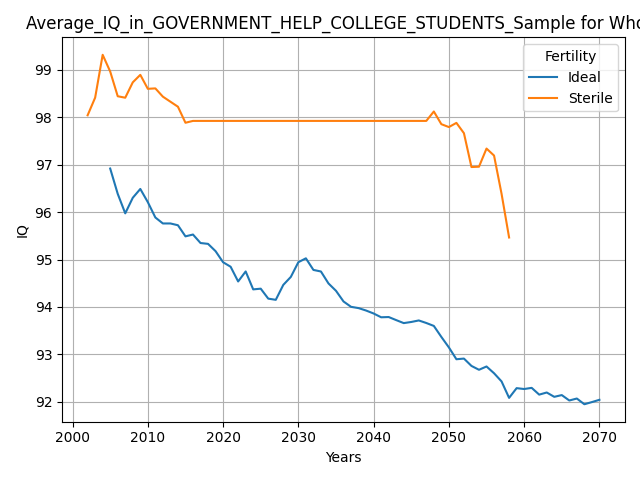 Average_IQ_in_GOVERNMENT_HELP_COLLEGE_STUDENTS_Sample for Who
Fertility
Ideal
Sterile
99
98
97
96
95
94
93
92
IQ
2000 2010 2020 2030 2040 2050 2060 2070
Years